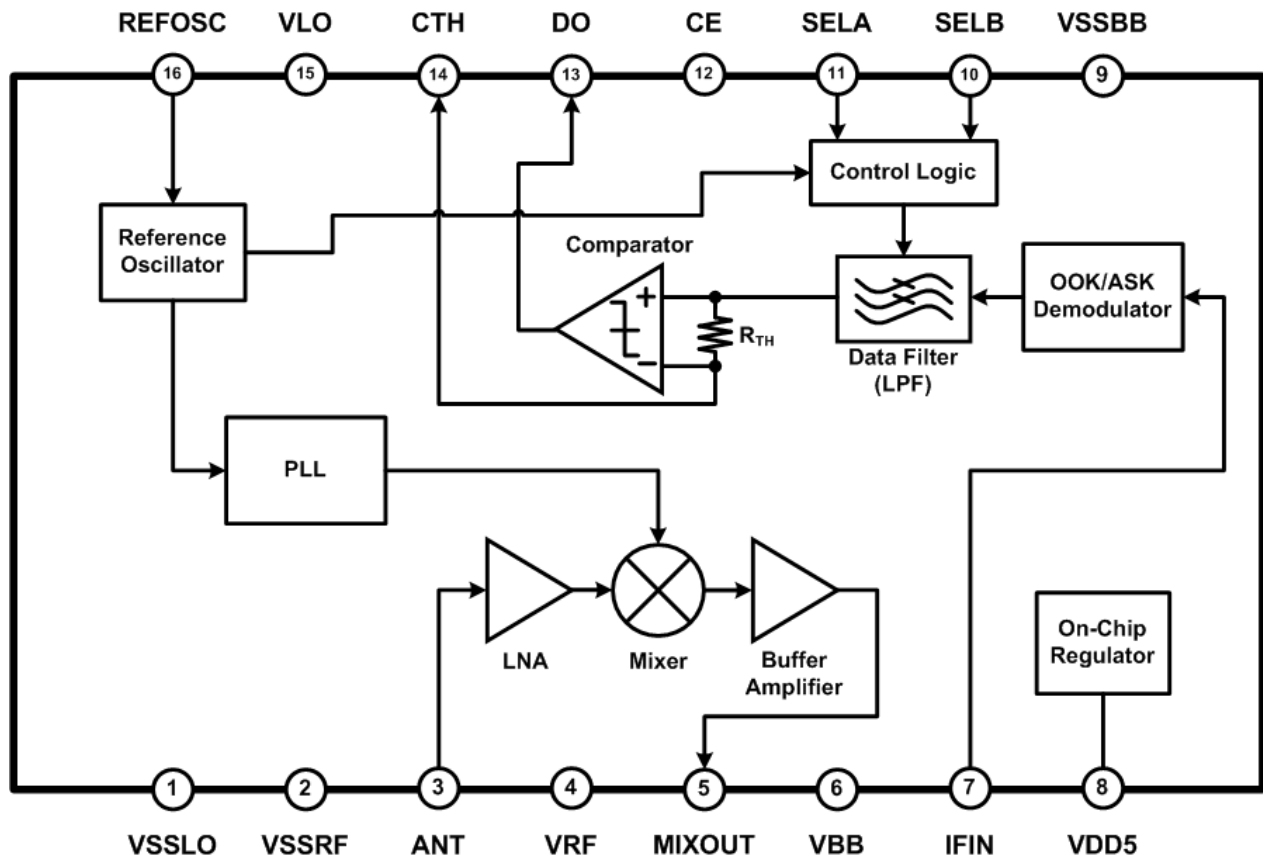 REFOSC VLO CTH DO CE SELA SELB VSSBB
16 15 14 13 12 11 10 9
Control Logic
Reference
Oscillator
Comparator
+
−
RTH
Data Filter
(LPF)
OOK/ASK
Demodulator
PLL
LNA
Mixer
Buffer
Amplifier
On-Chip
Regulator
1 2 3 4 5 6 7 8
VSSLO VSSRF ANT VRF MIXOUT VBB IFIN VDD5